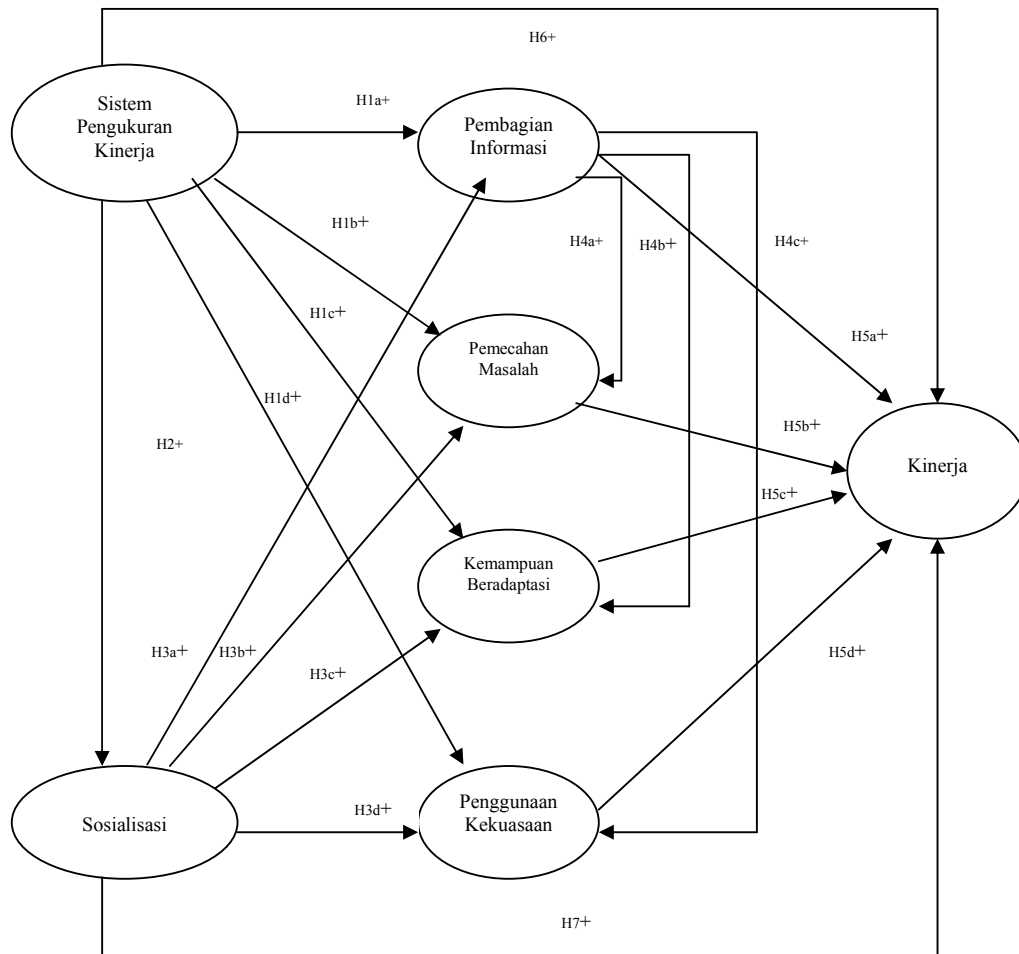 H6+
Sistem
Pengukuran
Kinerja
H1a+
Pembagian
Informasi
H1b+
H4a+
H4b+
H4c+
H1c+
H5a+
Pemecahan
Masalah
H1d+
H2+
H5b+
Kinerja
H5c+
Kemampuan
Beradaptasi
H3a+
H3b+
H3c+
H5d+
Sosialisasi
H3d+
Penggunaan
Kekuasaan
H7+